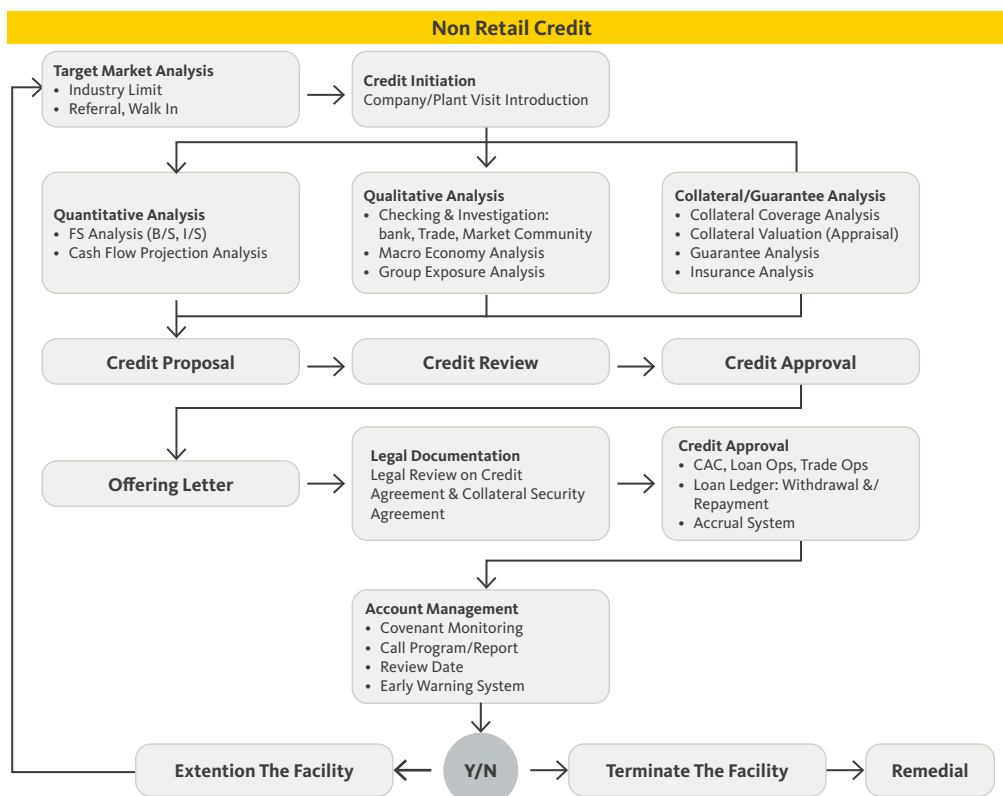 Non Retail Credit
Target Market Analysis
• Industry Limit
• Referral, Walk In
Credit Initiation
Company/Plant Visit Introduction
Quantitative Analysis
• FS Analysis (B/S, I/S)
• Cash Flow Projection Analysis
Qualitative Analysis
• Checking & Investigation:
bank, Trade, Market Community
• Macro Economy Analysis
• Group Exposure Analysis
Collateral/Guarantee Analysis
• Collateral Coverage Analysis
• Collateral Valuation (Appraisal)
• Guarantee Analysis
• Insurance Analysis
Credit Proposal
Credit Review
Credit Approval
Offering Letter
Legal Documentation
Legal Review on Credit
Agreement & Collateral Security
Agreement
Credit Approval
• CAC, Loan Ops, Trade Ops
• Loan Ledger: Withdrawal &/
Repayment
• Accrual System
Account Management
• Covenant Monitoring
• Call Program/Report
• Review Date
• Early Warning System
Extention The Facility
Y/N
Terminate The Facility
Remedial